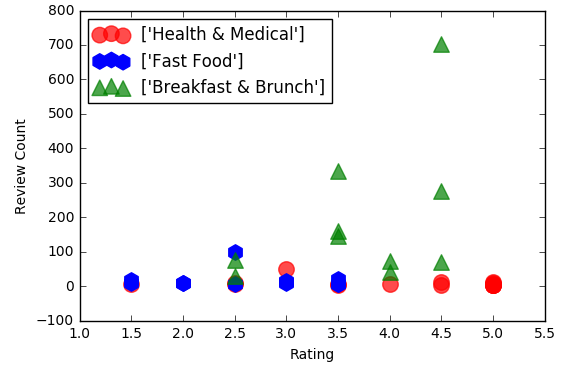 800
700
600
500
400
300
200
100
0
−100
Review Count
['Health & Medical']
['Fast Food']
['Breakfast & Brunch']
1.0 1.5 2.0 2.5 3.0 3.5 4.0 4.5 5.0 5.5
Rating